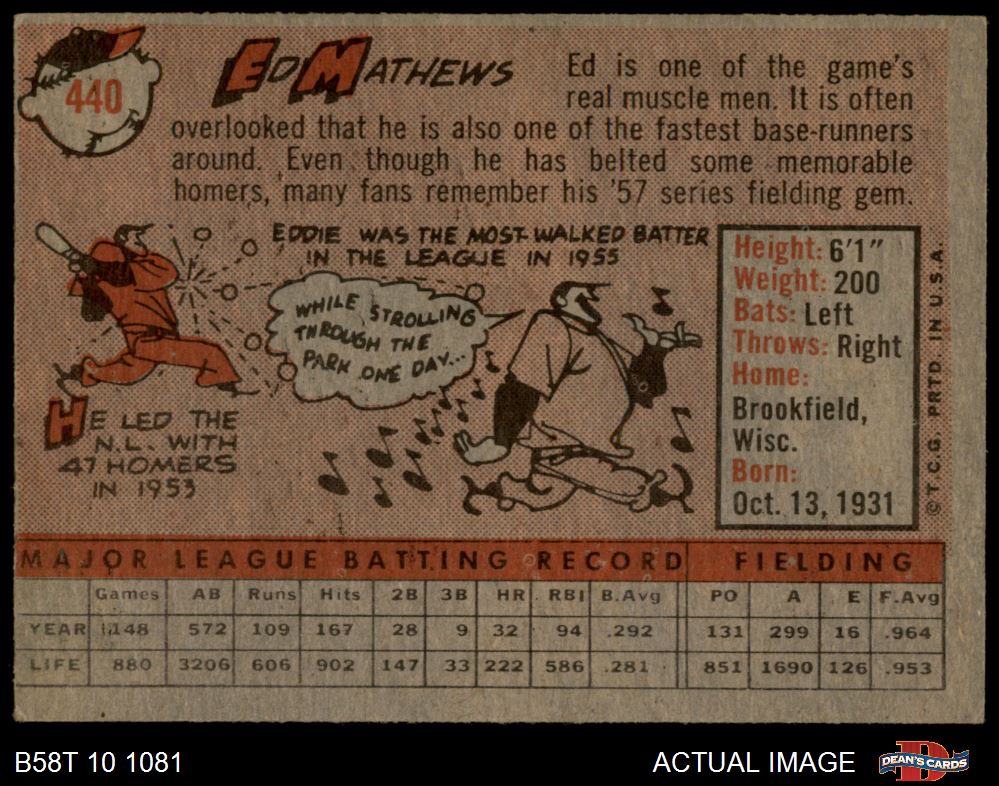 440
ED MATHEWS
Ed is one of the game's
real muscle men. It is often
overlooked that he is also one of the fastest base-runners
around. Even though he has belted some memorable
homers, many fans remember his '57 series fielding gem.
EDDIE WAS THE MOST-WALKED BATTER
IN THE LEAGUE IN 1955
WHILE STROLLING
THROUGH THE
PARK ONE DAY...
HE LED THE
N.L. WITH
47 HOMERS
IN 1953
Height: 6'1"
Weight: 200
Bats: Left
Throws: Right
Home:
Brookfield,
Wisc.
Born:
Oct. 13, 1931
© T.C.G. PRTD. IN U.S.A.
MAJOR LEAGUE BATTING RECORD FIELDING
Games AB Runs Hits 2B 3B HR RBI B.Avg PO A E F.Avg
YEAR 148 572 109 167 28 9 32 94 .292 131 299 16 .964
LIFE 880 3206 606 902 147 33 222 586 .281 851 1690 126 .953
B58T 10 1081 ACTUAL IMAGE DEAN'S CARDS